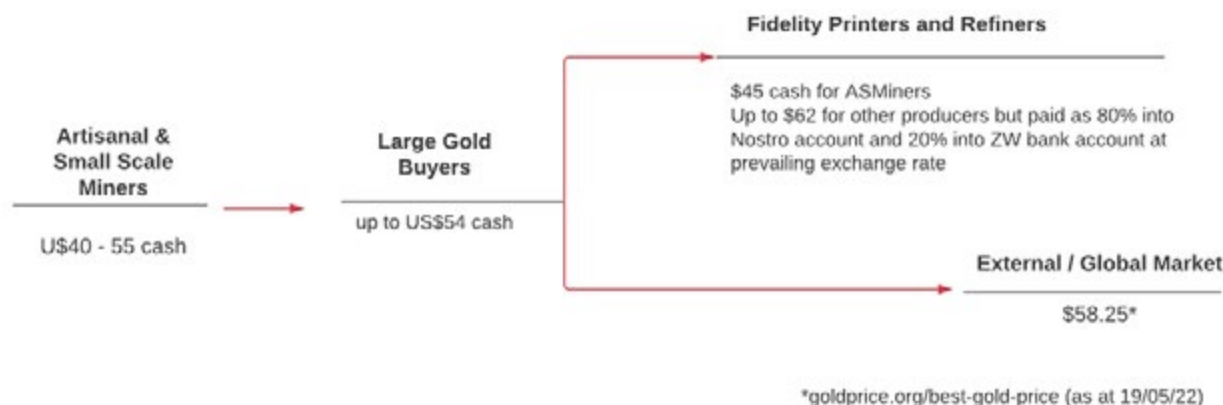 Fidelity Printers and Refiners
$45 cash for ASMiners
Up to $62 for other producers but paid as 80% into
Nostro account and 20% into ZW bank account at
prevailing exchange rate
Artisanal &
Small Scale
Miners
U$40 - 55 cash
Large Gold
Buyers
up to US$54 cash
External / Global Market
$58.25*
*goldprice.org/best-gold-price (as at 19/05/22)